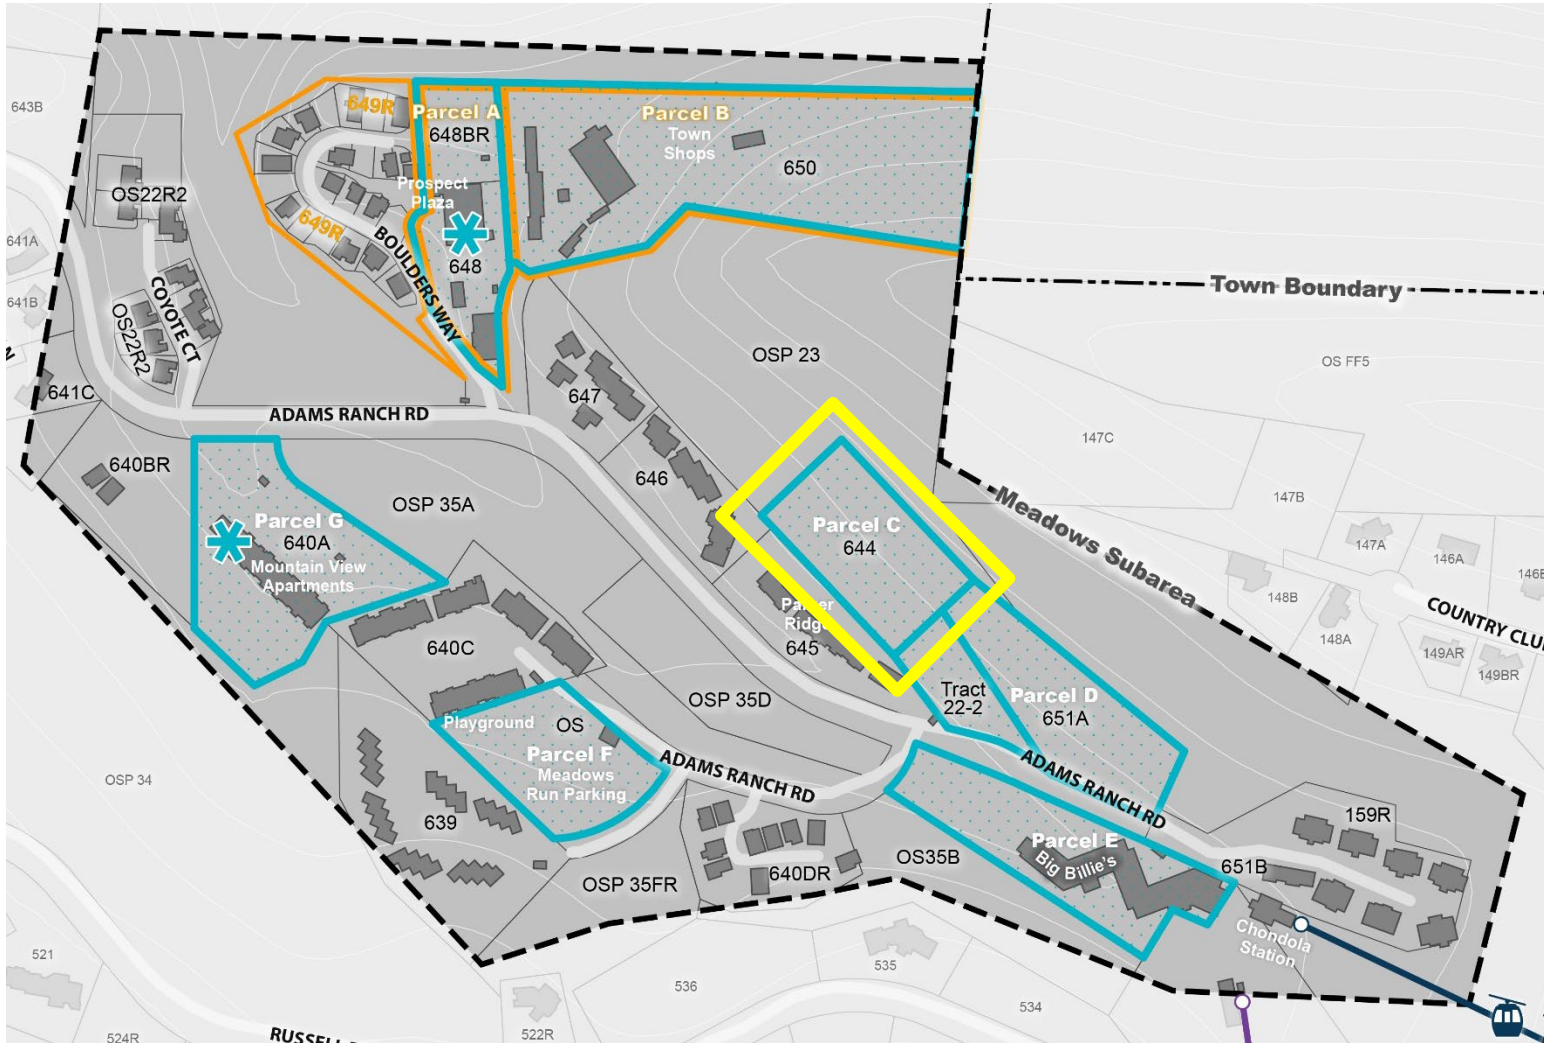 643B
649R
Parcel A
648BR
Parcel B
Town
Shops
650
OS22R2
Prospect
Plaza
649R
641A
BOULDERS WAY
648
641B
COYOTE CT
OS22R2
Town Boundary
OSP 23
OS FF5
641C
647
ADAMS RANCH RD
147C
640BR
646
OSP 35A
147B
Meadows Subarea
Parcel G
640A
Mountain View
Apartments
Parcel C
644
147A
146A
148B
COUNTRY CLU
148A
Ridge
645
640C
149AR
149BR
OSP 35D
Tract
22-2
Parcel D
651A
Playground
OS
Parcel F
Meadows
Run Parking
ADAMS RANCH RD
ADAMS RANCH RD
OSP 34
639
159R
Parcel E
Big Billie's
OS35B
651B
640DR
OSP 35FR
Chondola
Station
521
535
536
534
522R
524R
RUSSELL